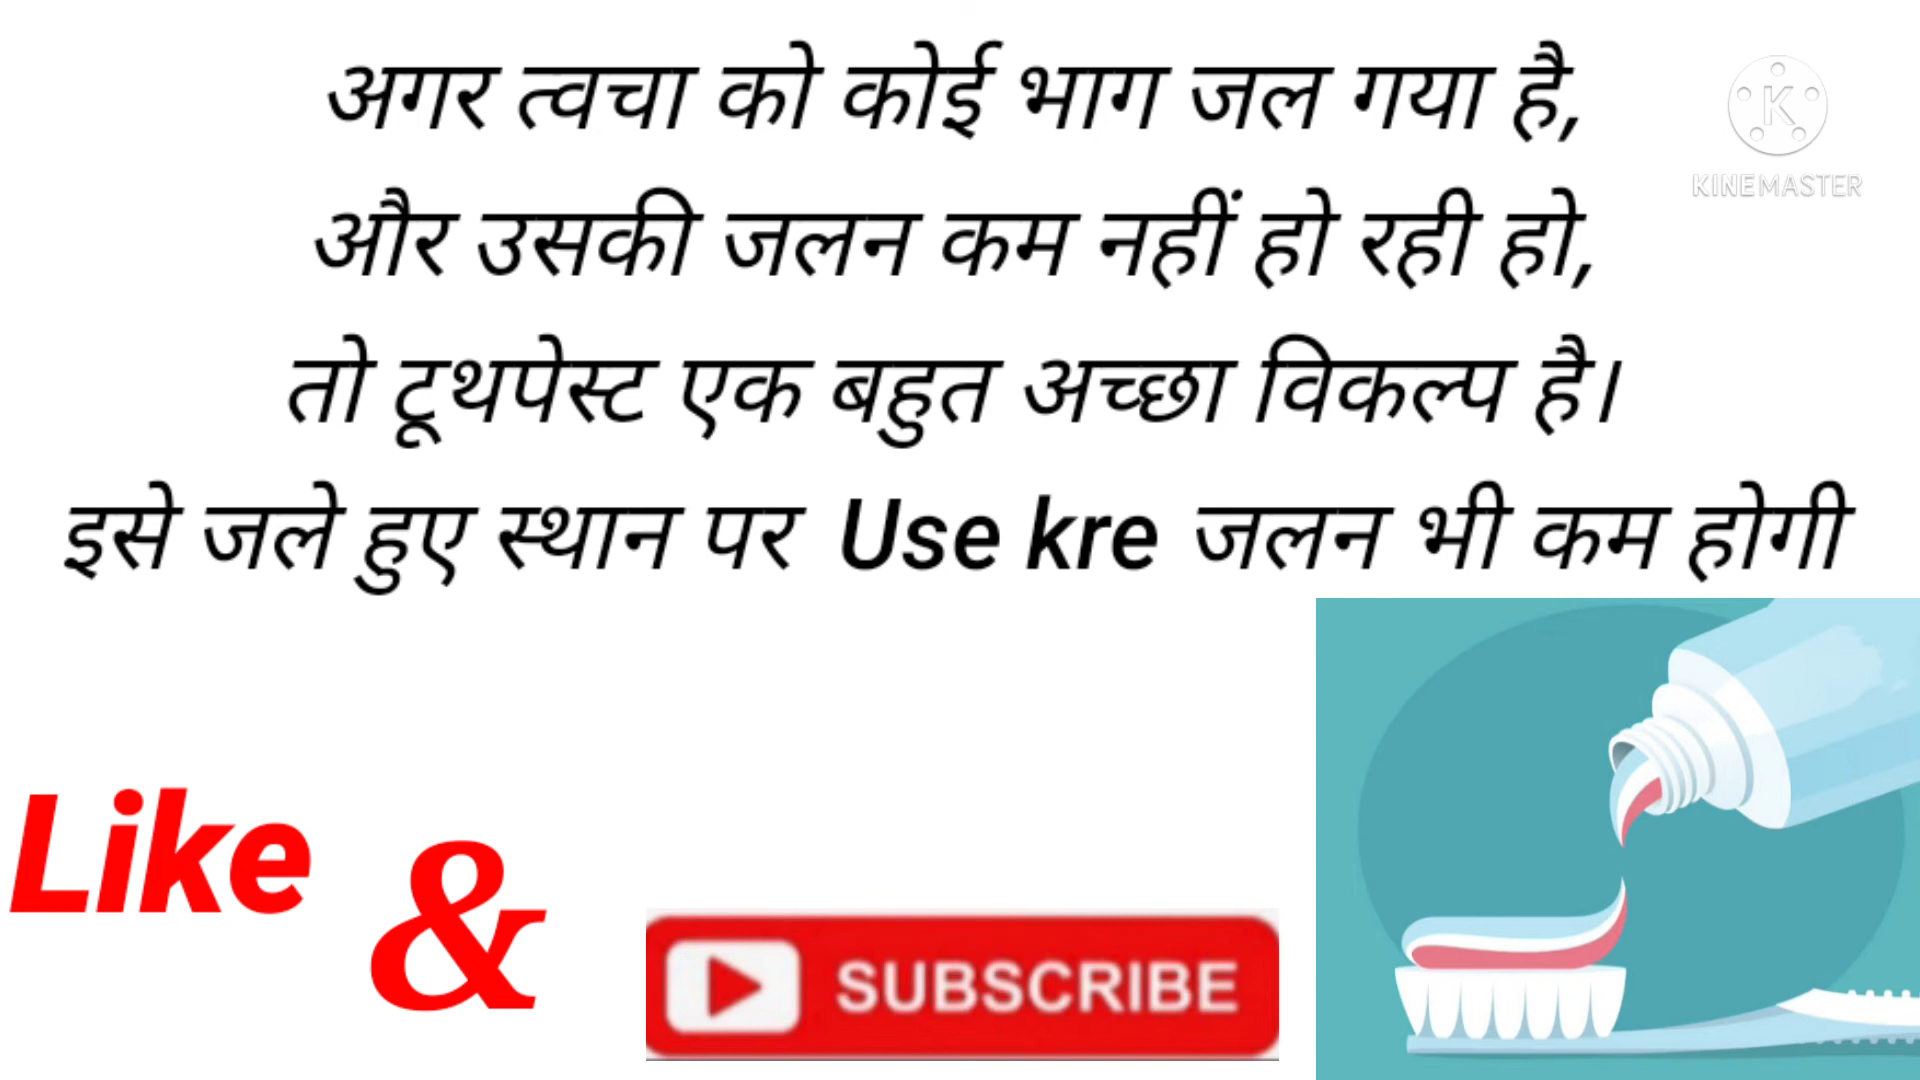 अगर त्वचा को कोई भाग जल गया है,
और उसकी जलन कम नहीं हो रही हो,
तो टूथपेस्ट एक बहुत अच्छा विकल्प है।
इसे जले हुए स्थान पर Use kre जलन भी कम होगी
K
KINEMASTER
Like &
SUBSCRIBE